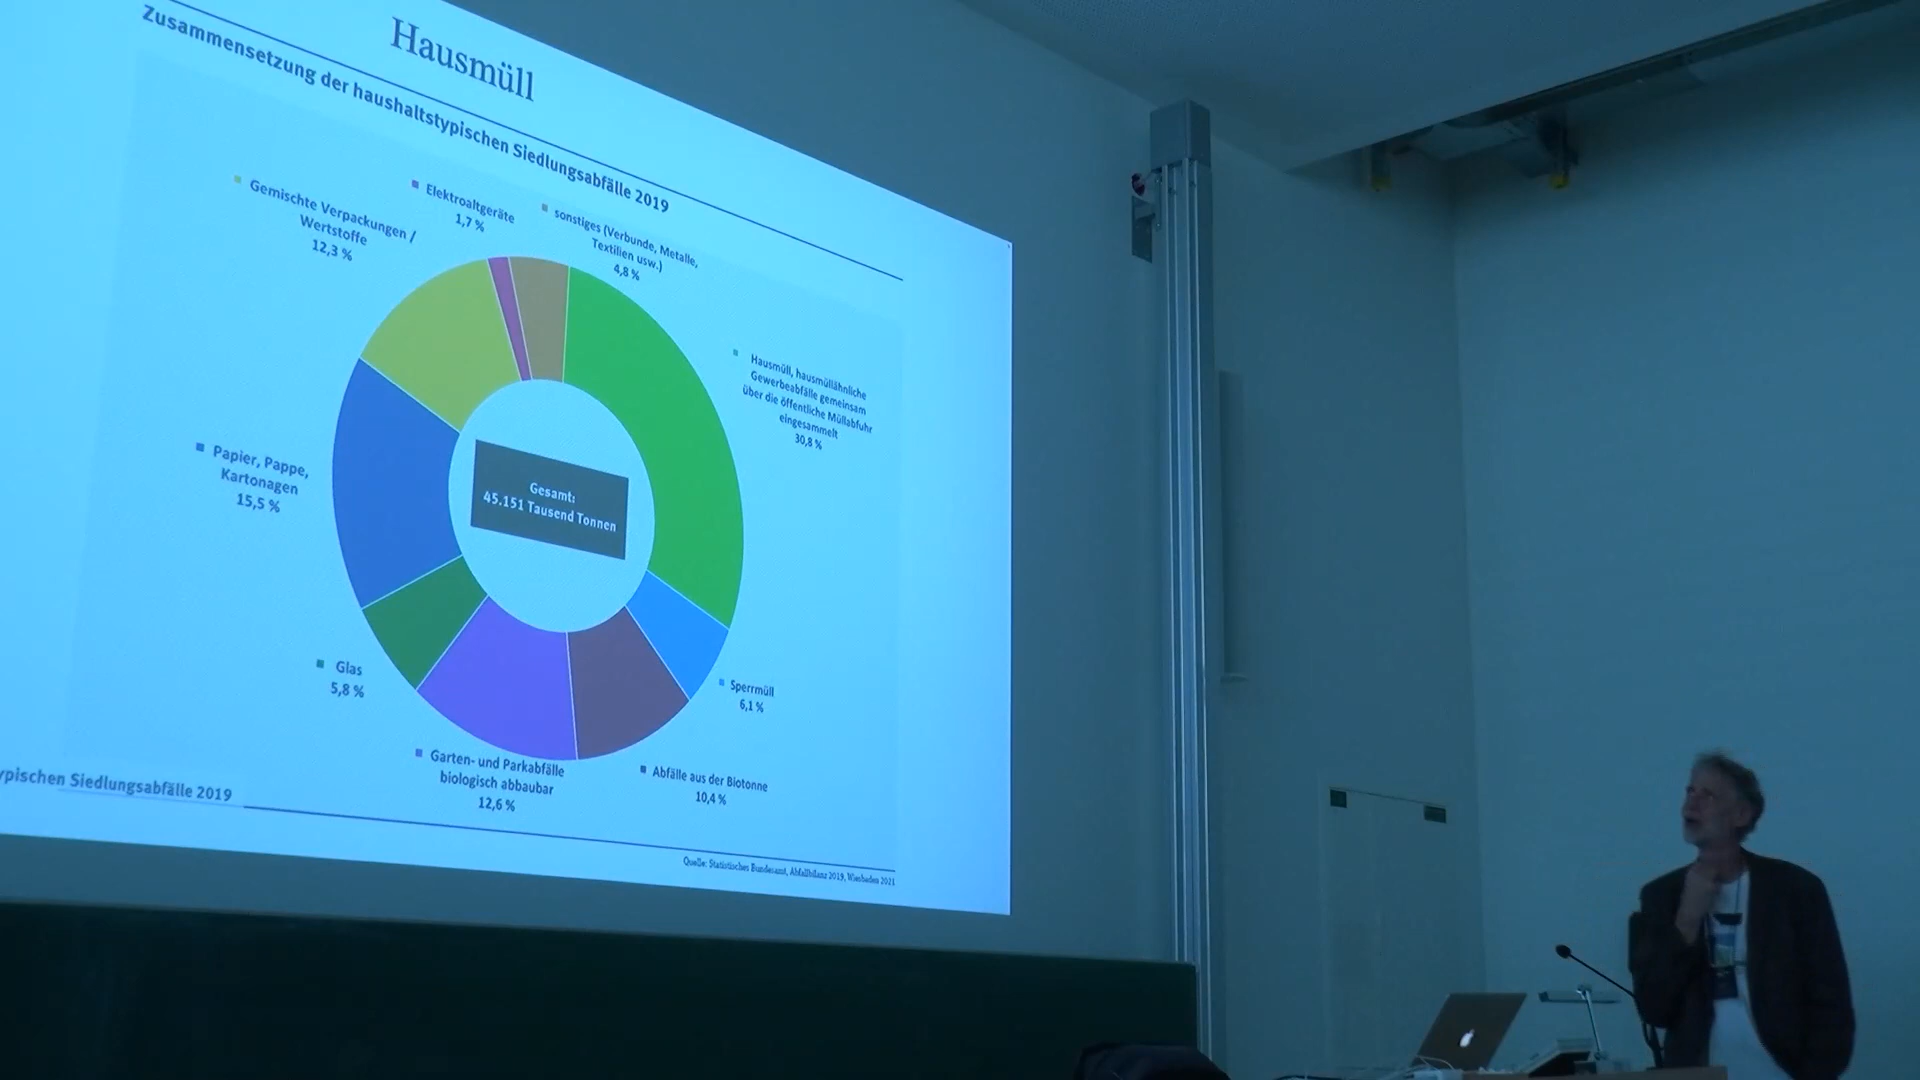 Hausmüll
Zusammensetzung der haushaltstypischen Siedlungsabfälle 2019
Gemischte Verpackungen /
Wertstoffe
12,3 %
Elektroaltgeräte
1,7 %
sonstiges (Verbunde, Metalle,
Textilien usw.)
4,8 %
Hausmüll, hausmüllähnliche
Gewerbeabfälle gemeinsam
über die öffentliche Müllabfuhr
eingesammelt
30,8 %
Papier, Pappe,
Kartonagen
15,5 %
Gesamt:
45.151 Tausend Tonnen
Glas
5,8 %
Sperrmüll
6,1 %
Garten- und Parkabfälle
biologisch abbaubar
12,6 %
Abfälle aus der Biotonne
10,4 %
ypischen Siedlungsabfälle 2019
Quelle: Statistisches Bundesamt, Abfallbilanz 2019, Wiesbaden 2021